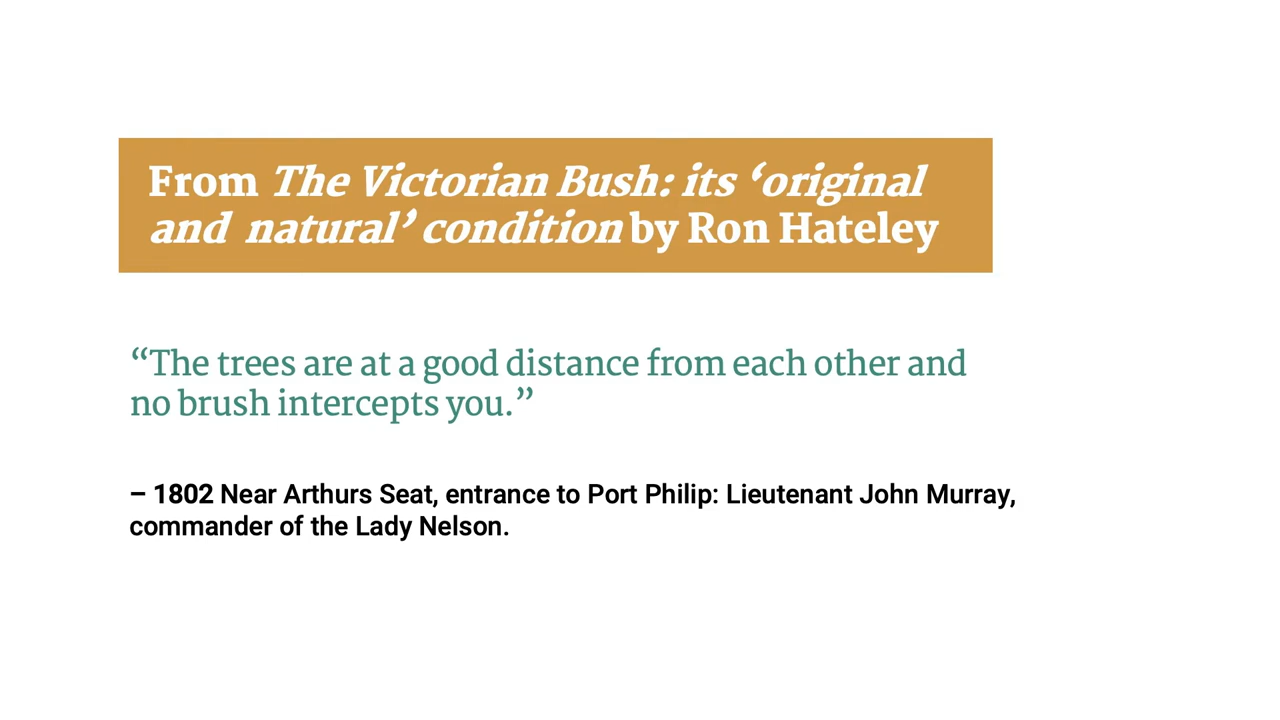 From The Victorian Bush: its ‘original
and natural’ condition by Ron Hateley
“The trees are at a good distance from each other and
no brush intercepts you.”
– 1802 Near Arthurs Seat, entrance to Port Philip: Lieutenant John Murray,
commander of the Lady Nelson.